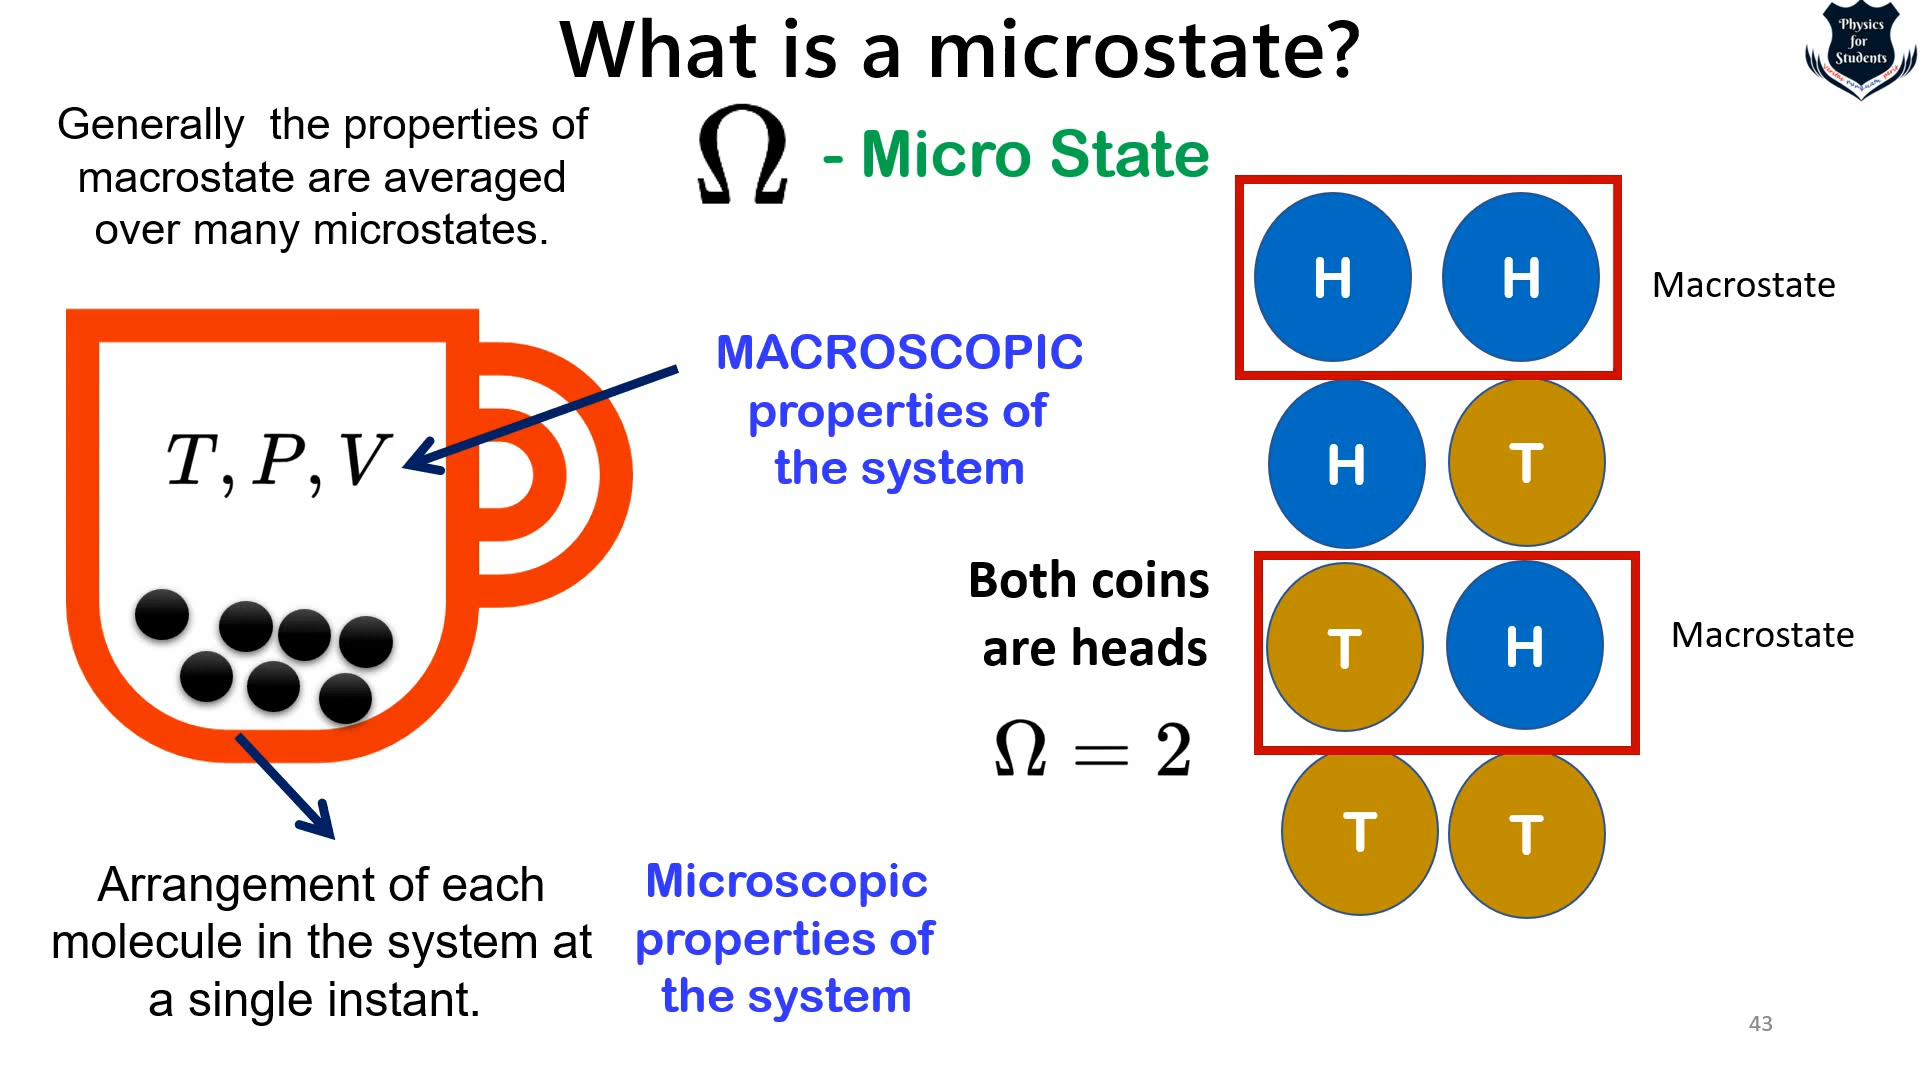 What is a microstate?
Physics
for
Students
Generally the properties of
macrostate are averaged
over many microstates.
Ω - Micro State
H H
Macrostate
MACROSCOPIC
properties of
the system
T, P, V
H T
Both coins
are heads
T H
Macrostate
Ω = 2
T T
Arrangement of each
molecule in the system at
a single instant.
Microscopic
properties of
the system
43